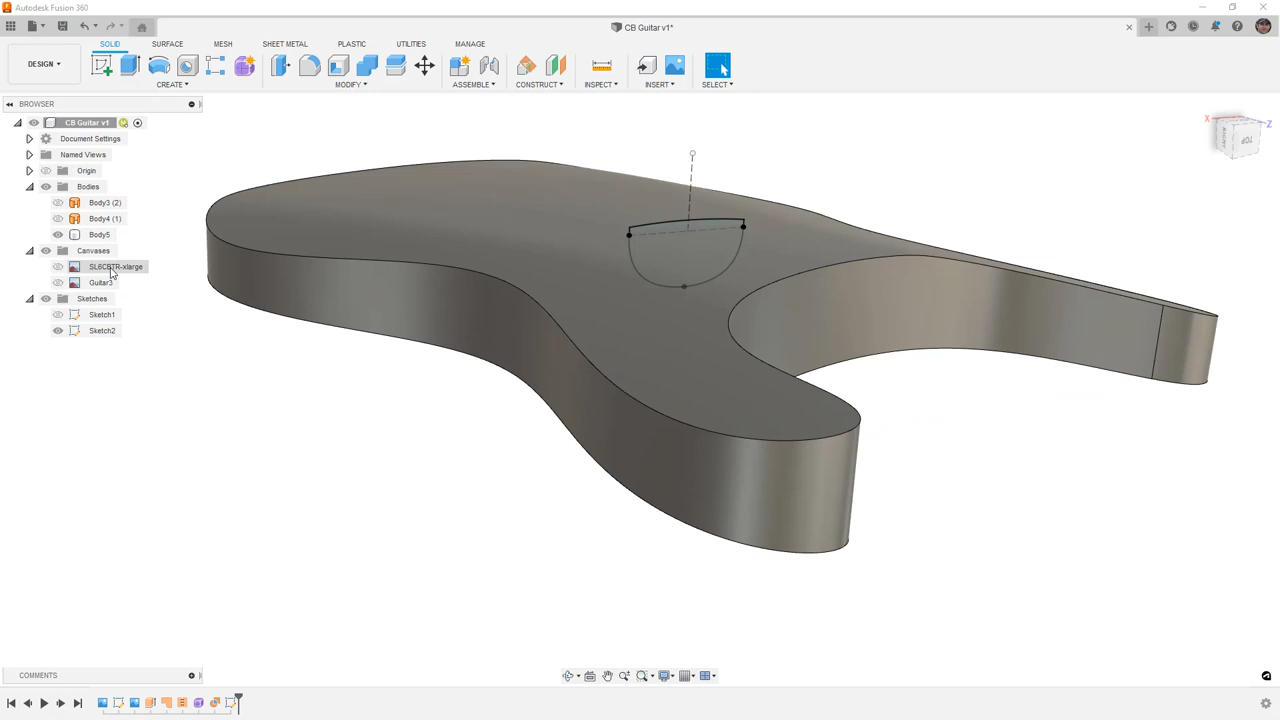 Autodesk Fusion 360
CB Guitar v1*
DESIGN
SOLID
SURFACE
MESH
SHEET METAL
PLASTIC
UTILITIES
MANAGE
CREATE
MODIFY
ASSEMBLE
CONSTRUCT
INSPECT
INSERT
SELECT
BROWSER
CB Guitar v1
Document Settings
Named Views
Origin
Bodies
Body3 (2)
Body4 (1)
Body5
Canvases
SL6CBTR-xlarge
Guitar3
Sketches
Sketch1
Sketch2
X
Z
TOP
COMMENTS